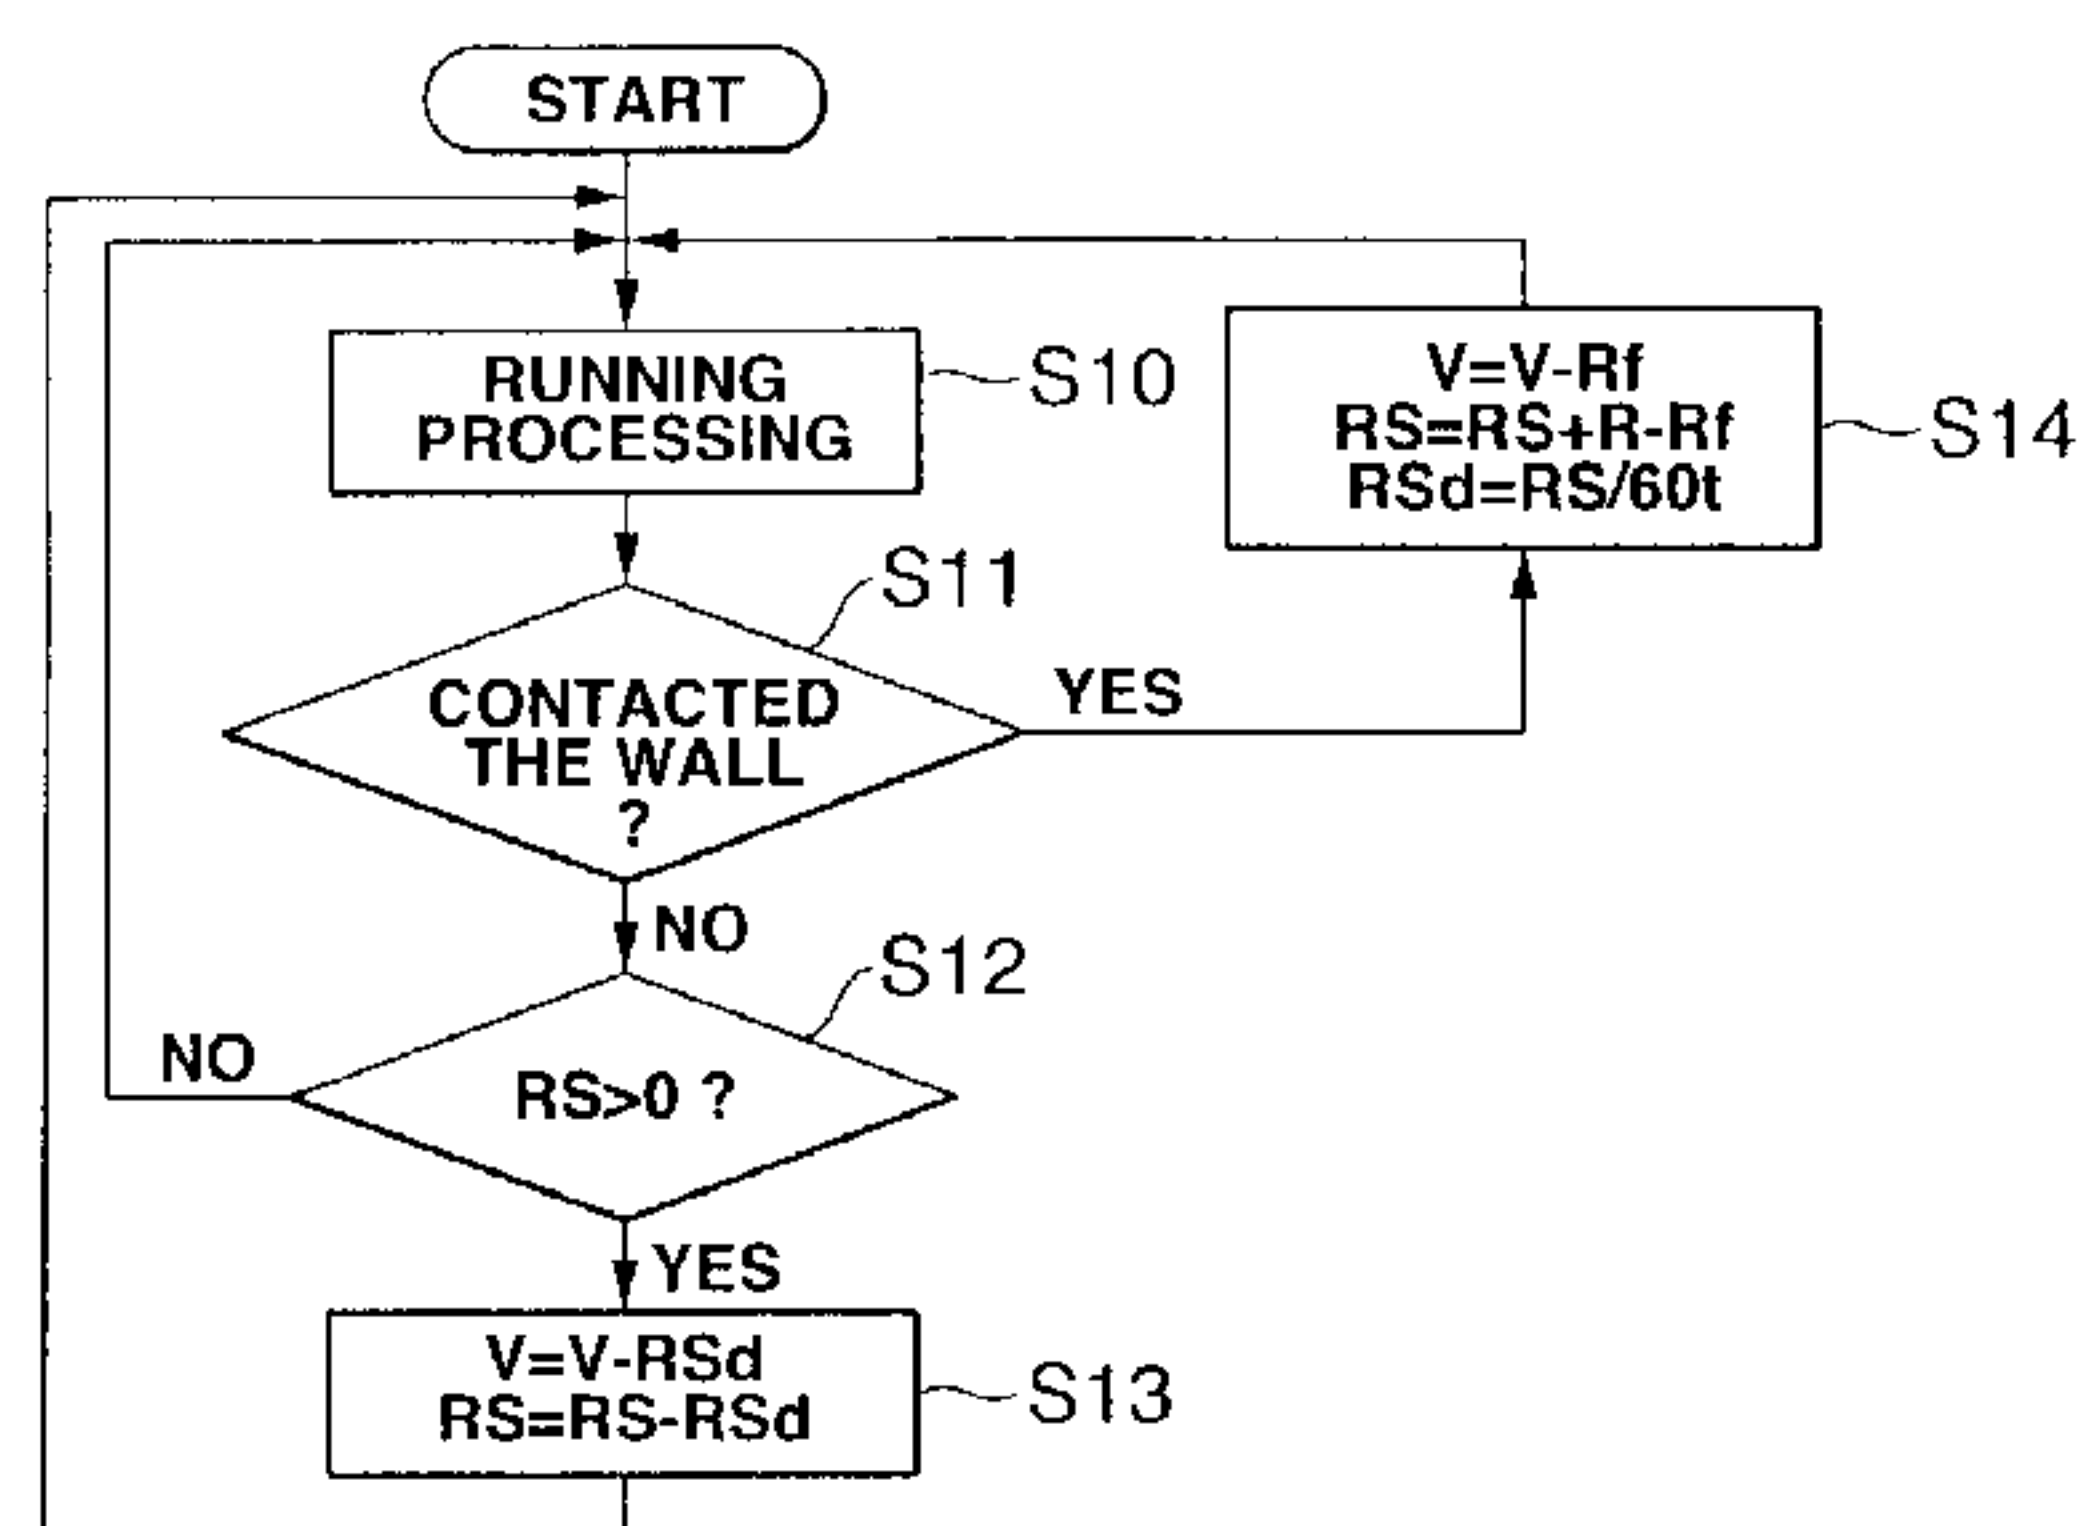 START
RUNNING
PROCESSING
S10
V=V-Rf
RS=RS+R-Rf
RSd=RS/60t
S14
S11
CONTACTED
THE WALL
?
YES
NO
S12
RS>0 ?
NO
YES
V=V-RSd
RS=RS-RSd
S13